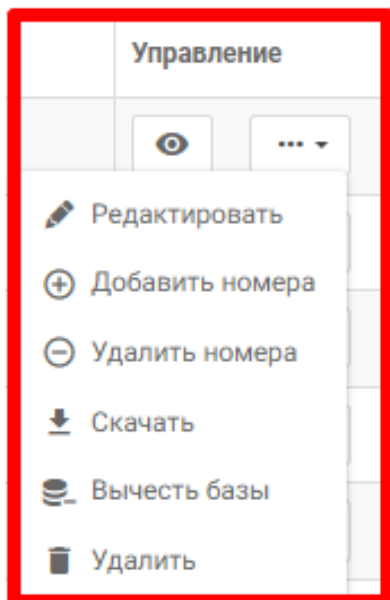 Управление
Редактировать
Добавить номера
Удалить номера
Скачать
Вычесть базы
Удалить